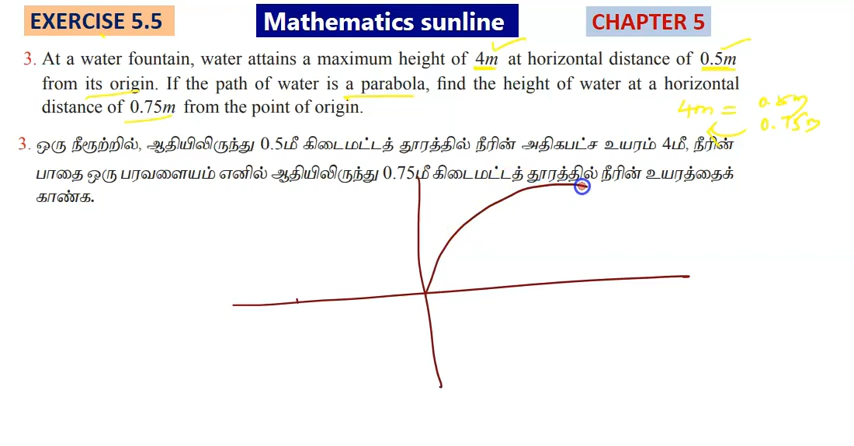 EXERCISE 5.5
Mathematics sunline
CHAPTER 5
3. At a water fountain, water attains a maximum height of 4m at horizontal distance of 0.5m
from its origin. If the path of water is a parabola, find the height of water at a horizontal
distance of 0.75m from the point of origin.
4m = 0.5m
0.75m
3. ஒரு நீரூற்றில், ஆதியிலிருந்து 0.5மீ கிடைமட்டத் தூரத்தில் நீரின் அதிகபட்ச உயரம் 4மீ, நீரின்
பாதை ஒரு பரவளையம் எனில் ஆதியிலிருந்து 0.75மீ கிடைமட்டத் தூரத்தில் நீரின் உயரத்தைக்
காண்க.